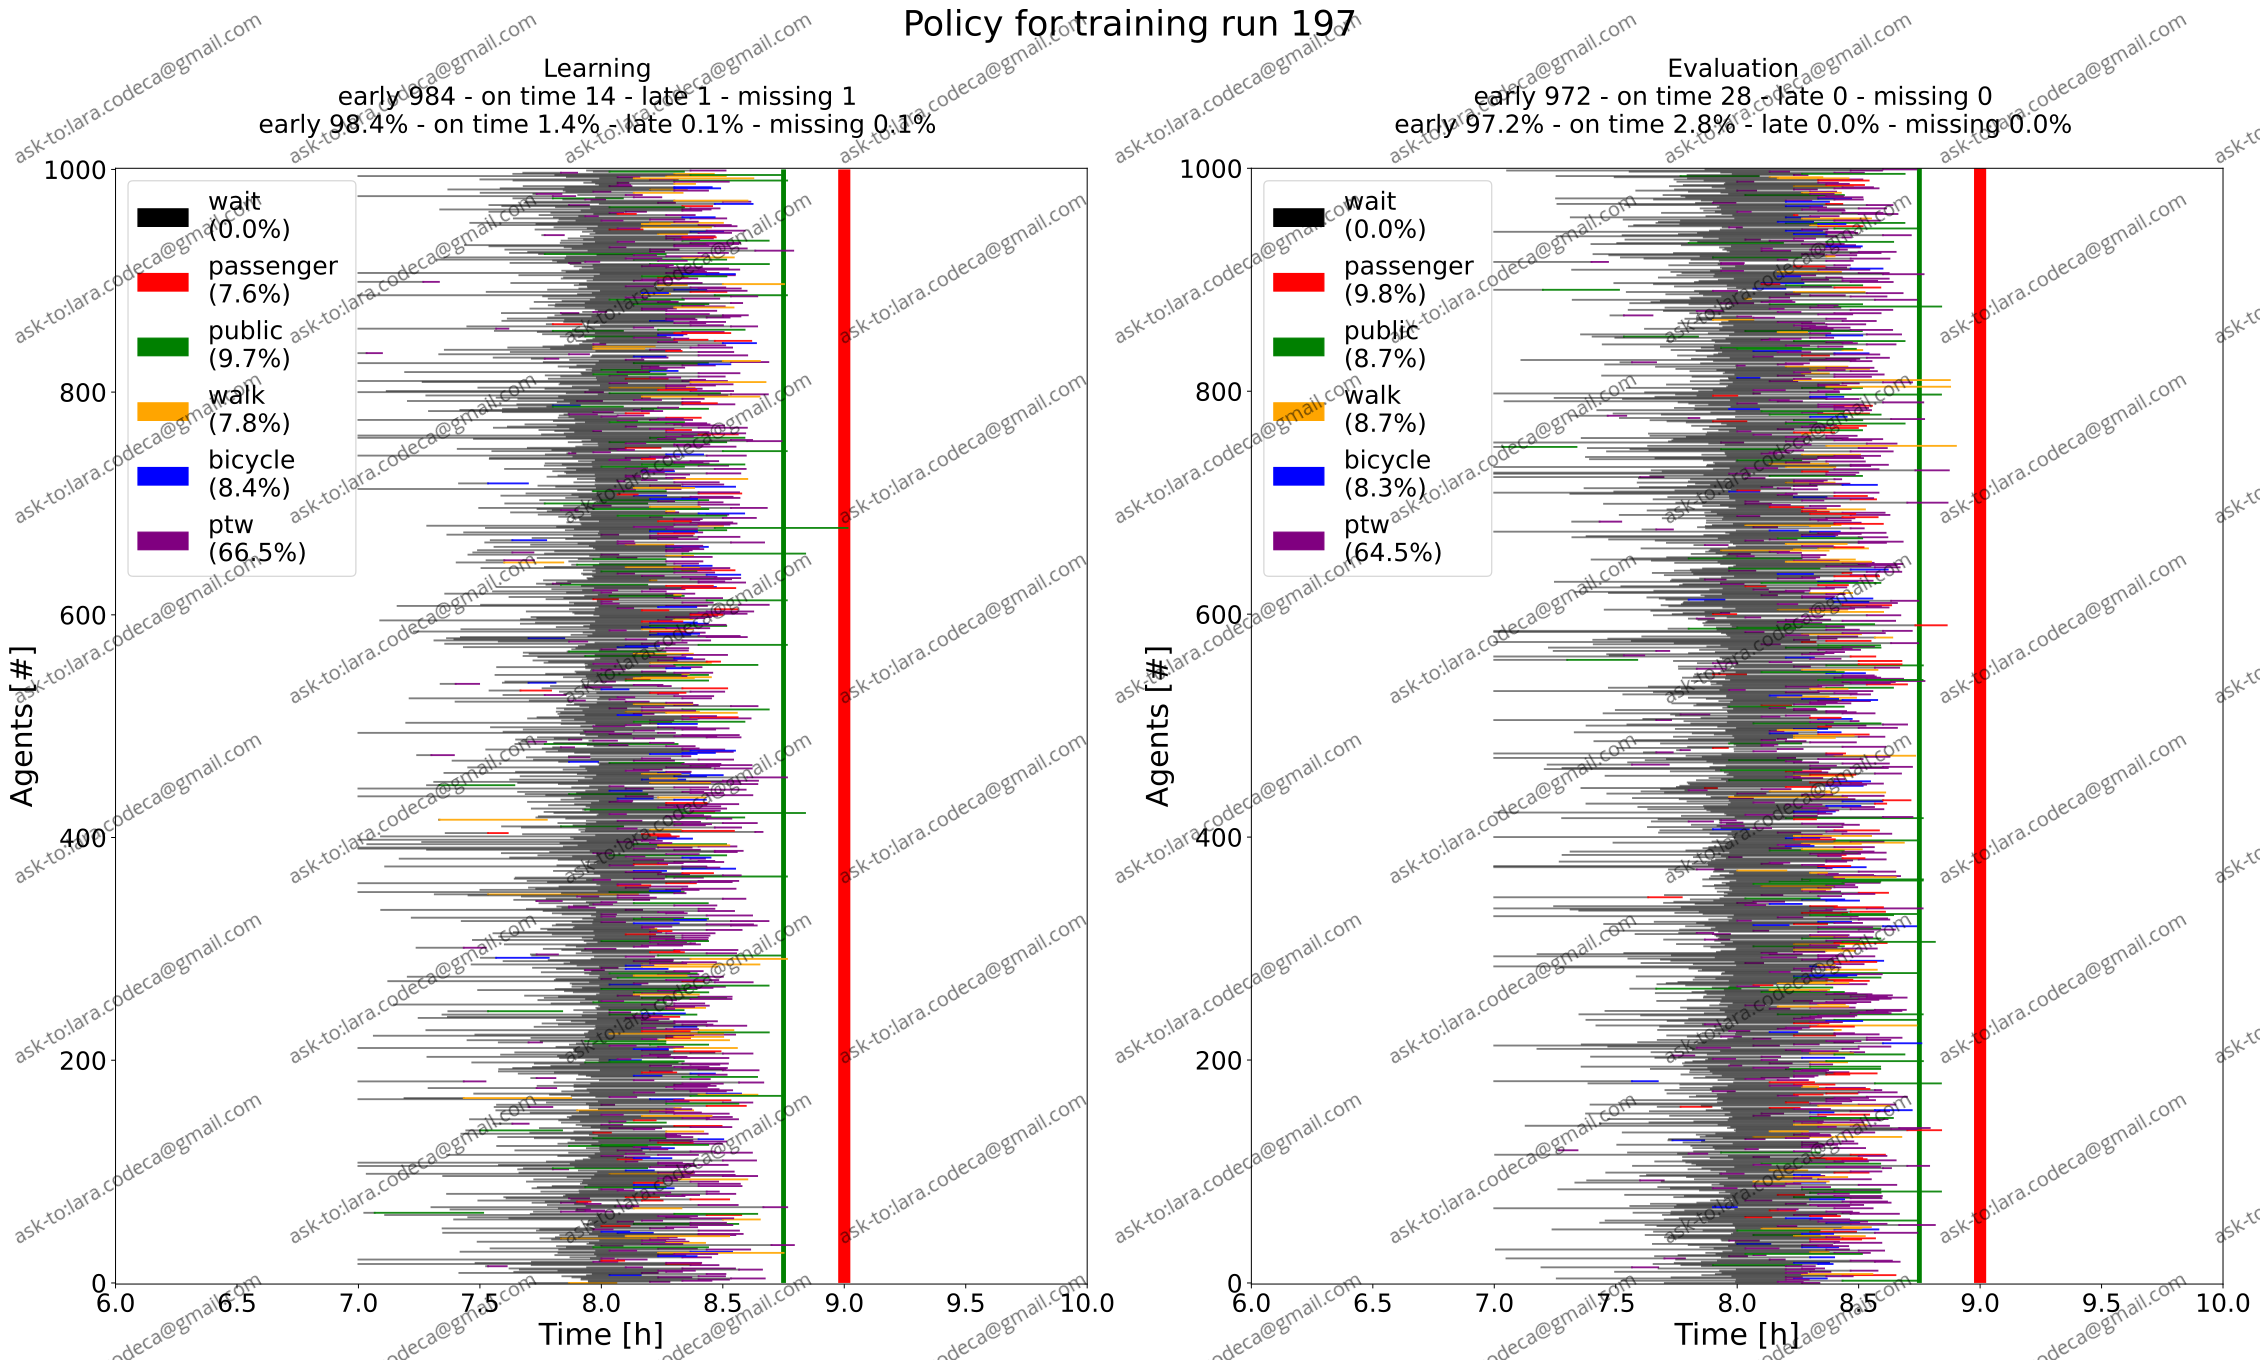 Policy for training run 197
Learning
early 984 - on time 14 - late 1 - missing 1
early 98.4% - on time 1.4% - late 0.1% - missing 0.1%
1000
800
600
400
200
0
Agents [#]
wait
(0.0%)
passenger
(7.6%)
public
(9.7%)
walk
(7.8%)
bicycle
(8.4%)
ptw
(66.5%)
6.0 6.5 7.0 7.5 8.0 8.5 9.0 9.5 10.0
Time [h]
Evaluation
early 972 - on time 28 - late 0 - missing 0
early 97.2% - on time 2.8% - late 0.0% - missing 0.0%
1000
800
600
400
200
0
Agents [#]
wait
(0.0%)
passenger
(9.8%)
public
(8.7%)
walk
(8.7%)
bicycle
(8.3%)
ptw
(64.5%)
6.0 6.5 7.0 7.5 8.0 8.5 9.0 9.5 10.0
Time [h]
ask-to:lara.codeca@gmail.com